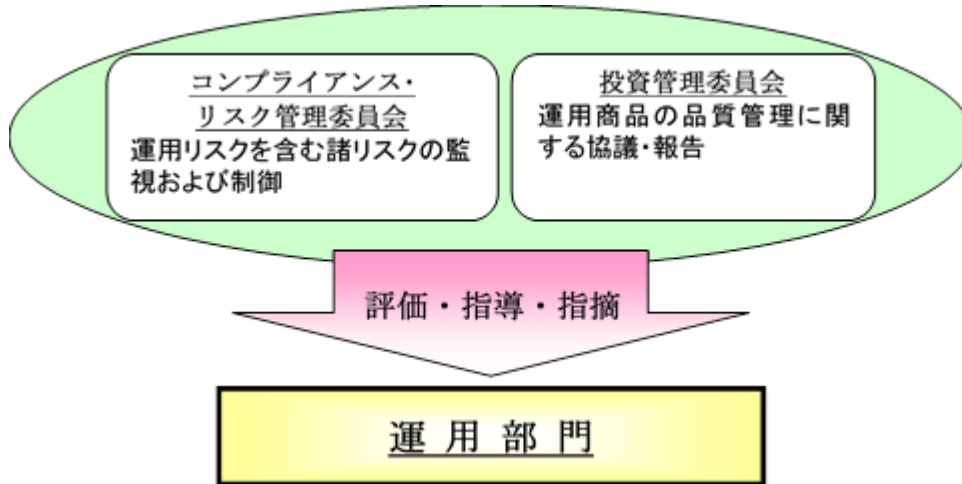 コンプライアンス・
リスク管理委員会
運用リスクを含む諸リスクの監
視および制御
投資管理委員会
運用商品の品質管理に関
する協議・報告
評価・指導・指摘
運用部門